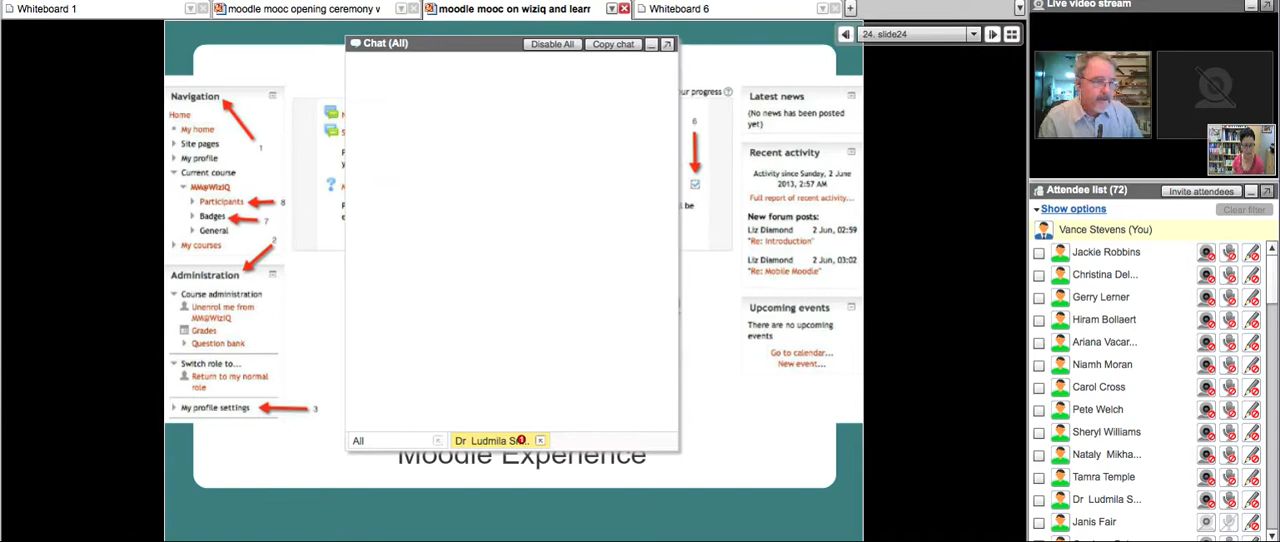 Whiteboard 1
moodle mooc opening ceremony v
moodle mooc on wiziq and learr
Whiteboard 6
Live video stream
24. slide24
Chat (All)
Disable All
Copy chat
Navigation
Home
My home
Site pages
My profile
Current course
MM@WizIQ
Participants
Badges
General
My courses
1
8
7
2
Administration
Course administration
Unenrol me from
MM@WizIQ
Grades
Question bank
Switch role to...
Return to my normal
role
My profile settings
3
ur progress
6
l be
Latest news
(No news has been posted
yet)
Recent activity
Activity since Sunday, 2 June
2013, 2:57 AM
Full report of recent activity...
New forum posts:
Liz Diamond 2 Jun, 02:59
"Re: Introduction"
Liz Diamond 2 Jun, 03:02
"Re: Mobile Moodle"
Upcoming events
There are no upcoming
events
Go to calendar...
New event...
All
Dr Ludmila S
Moodle Experience
Attendee list (72)
Invite attendees
Show options
Clear filter
Vance Stevens (You)
Jackie Robbins
Christina Del...
Gerry Lerner
Hiram Bollaert
Ariana Vacar...
Niamh Moran
Carol Cross
Pete Welch
Sheryl Williams
Nataly Mikha...
Tamra Temple
Dr Ludmila S...
Janis Fair